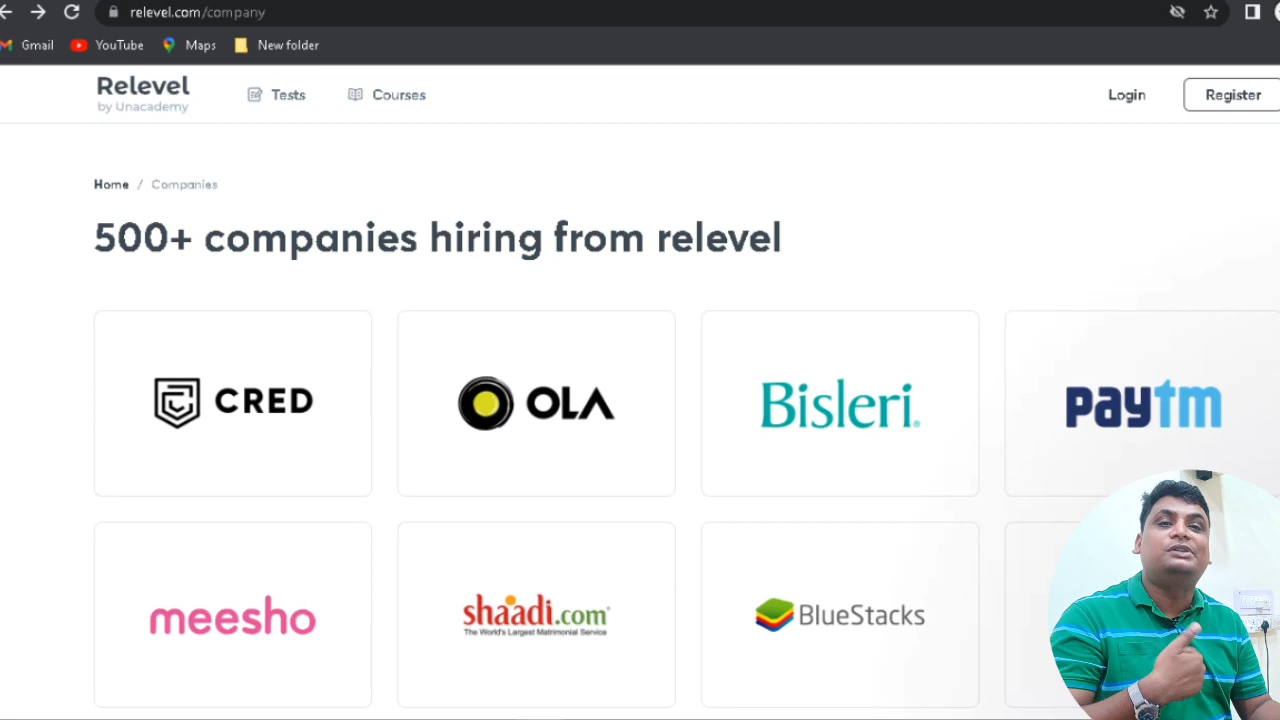 relevel.com/company
Gmail YouTube Maps New folder
Relevel
by Unacademy
Tests Courses Login Register
Home / Companies
500+ companies hiring from relevel
CRED OLA Bisleri paytm
meesho shaadi.com BlueStacks
The World's Largest Matrimonial Service